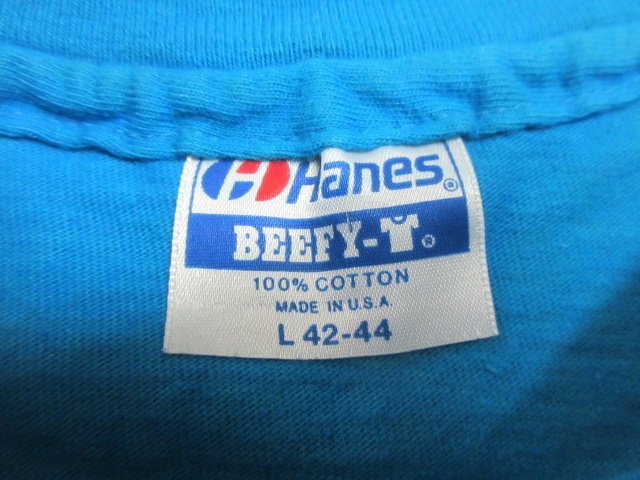 Hanes®
BEEFY-T®
100% COTTON
MADE IN U.S.A.
L 42-44